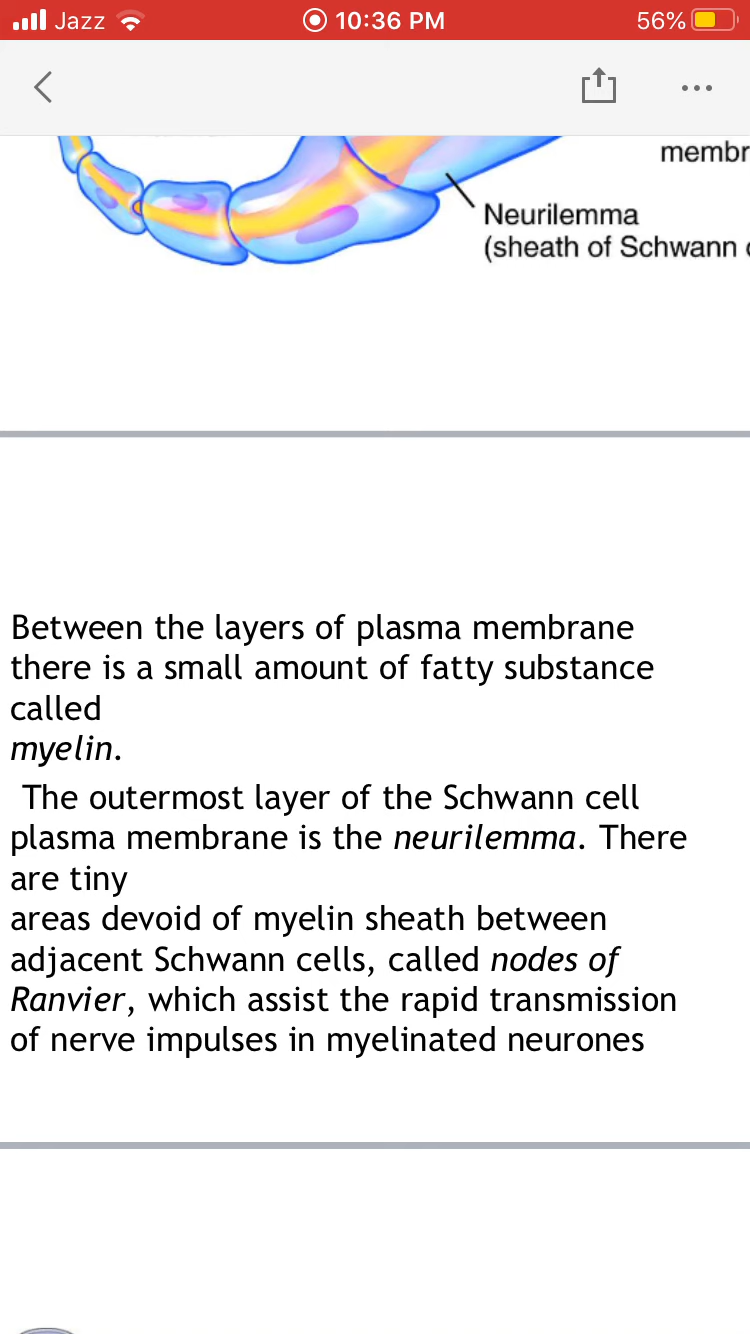 Jazz 10:36 PM 56%
membr
Neurilemma
(sheath of Schwann
Between the layers of plasma membrane
there is a small amount of fatty substance
called
myelin.
The outermost layer of the Schwann cell
plasma membrane is the neurilemma. There
are tiny
areas devoid of myelin sheath between
adjacent Schwann cells, called nodes of
Ranvier, which assist the rapid transmission
of nerve impulses in myelinated neurones